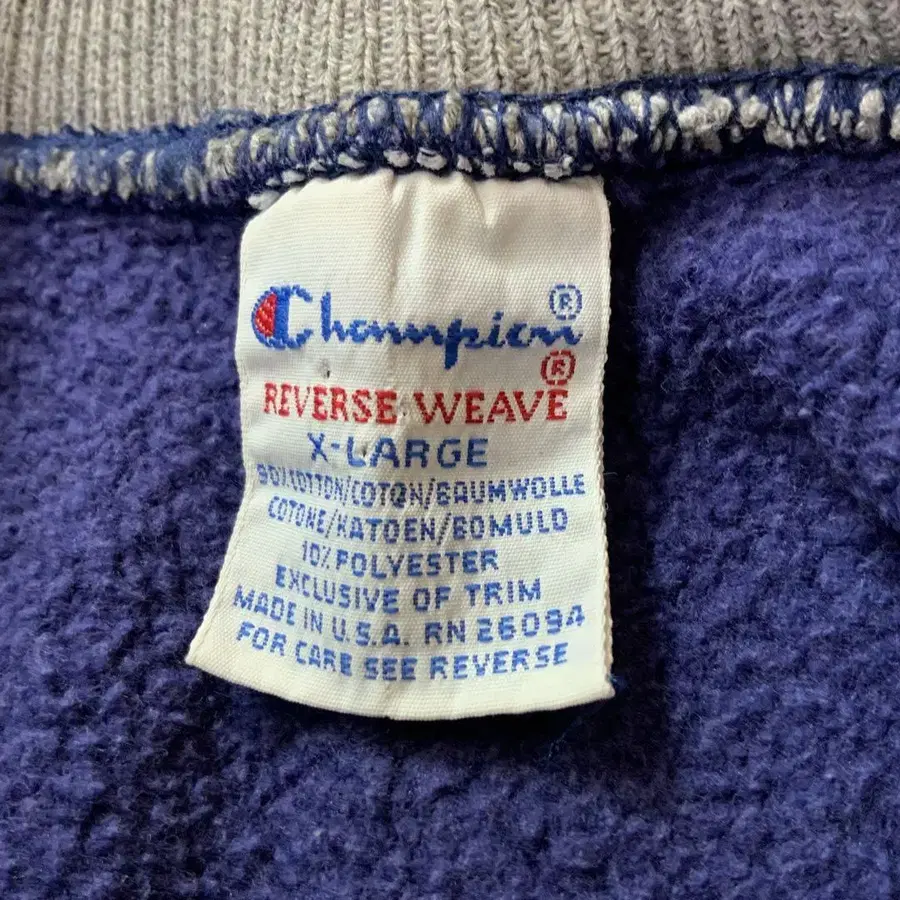 Champion®
REVERSE WEAVE®
X-LARGE
90% COTTON/COTON/BAUMWOLLE
COTONE/KATOEN/BOMULD
10% POLYESTER
EXCLUSIVE OF TRIM
MADE IN U.S.A. RN 26094
FOR CARE SEE REVERSE